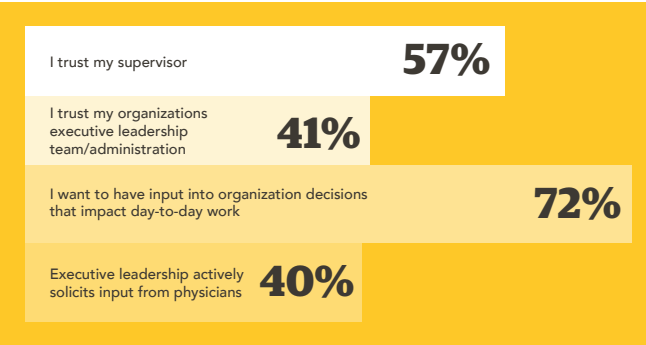 I trust my supervisor 57%
I trust my organizations
executive leadership
team/administration 41%
I want to have input into organization decisions
that impact day-to-day work 72%
Executive leadership actively
solicits input from physicians 40%